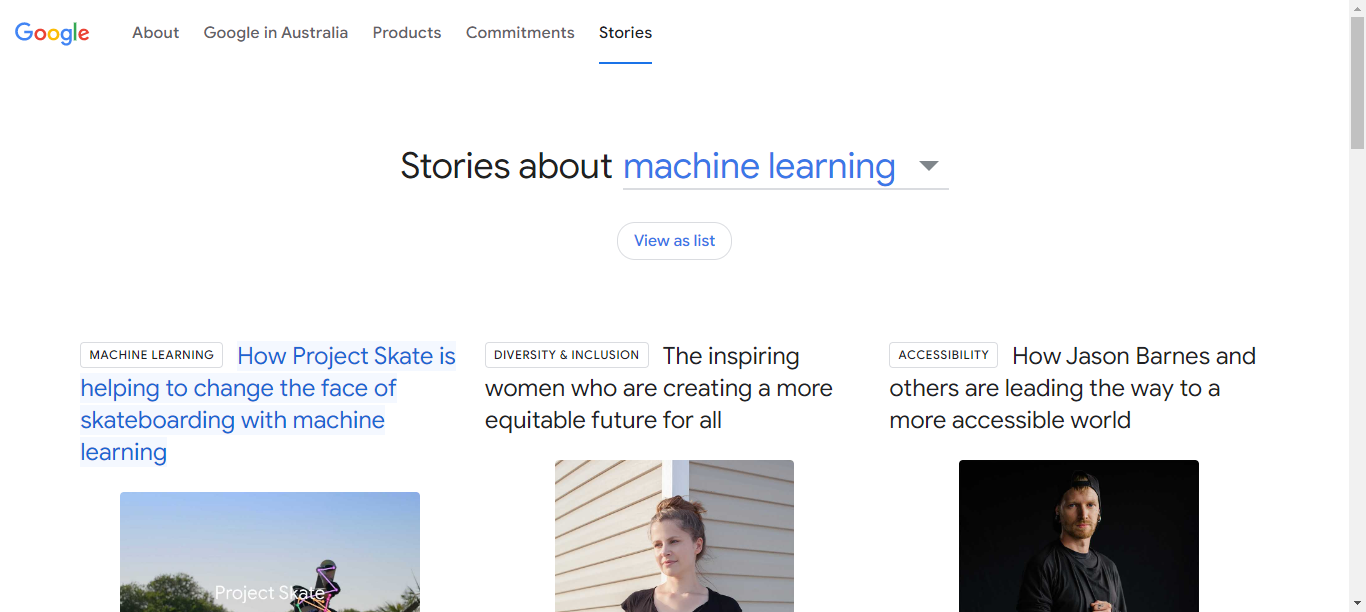 Google About Google in Australia Products Commitments Stories
Stories about machine learning
View as list
MACHINE LEARNING How Project Skate is
helping to change the face of
skateboarding with machine
learning
Project Skate
DIVERSITY & INCLUSION The inspiring
women who are creating a more
equitable future for all
ACCESSIBILITY How Jason Barnes and
others are leading the way to a
more accessible world